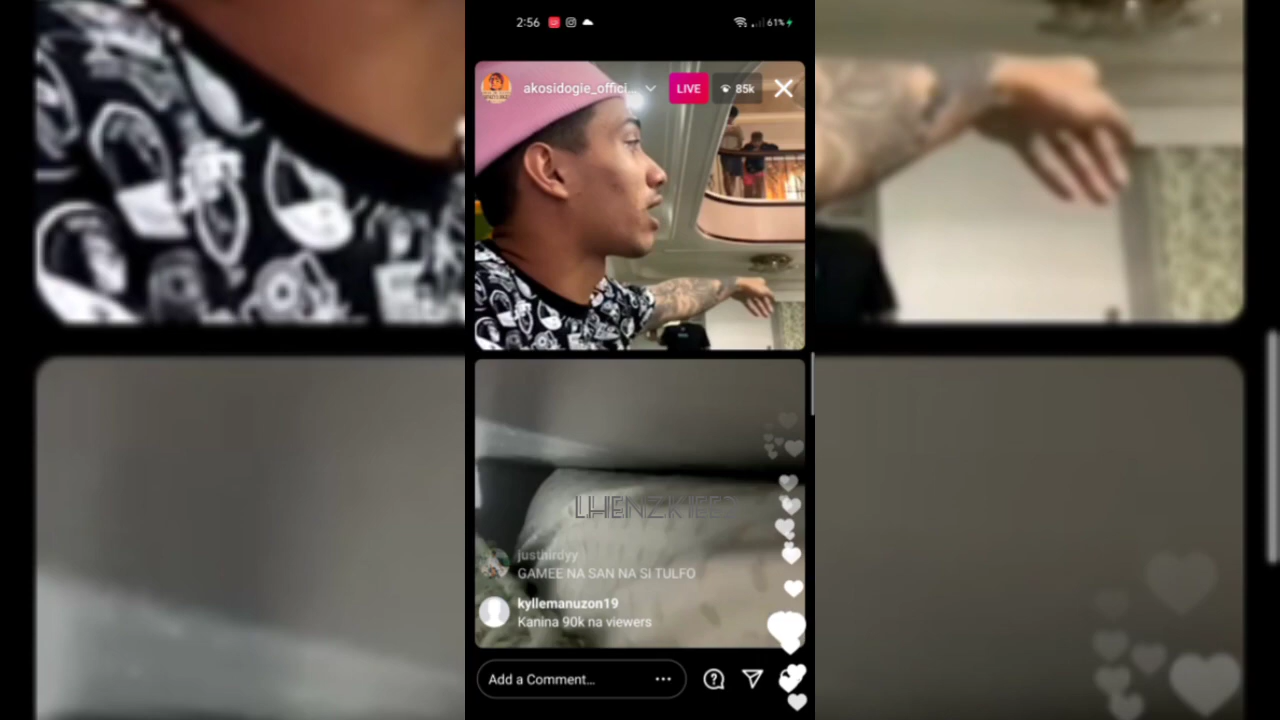 2:56
61%
akosidogie_offici...
LIVE
85k
LHENZKIEE2
justhirdyy
GAMEE NA SAN NA SI TULFO
kyllemanuzon19
Kanina 90k na viewers
Add a Comment...